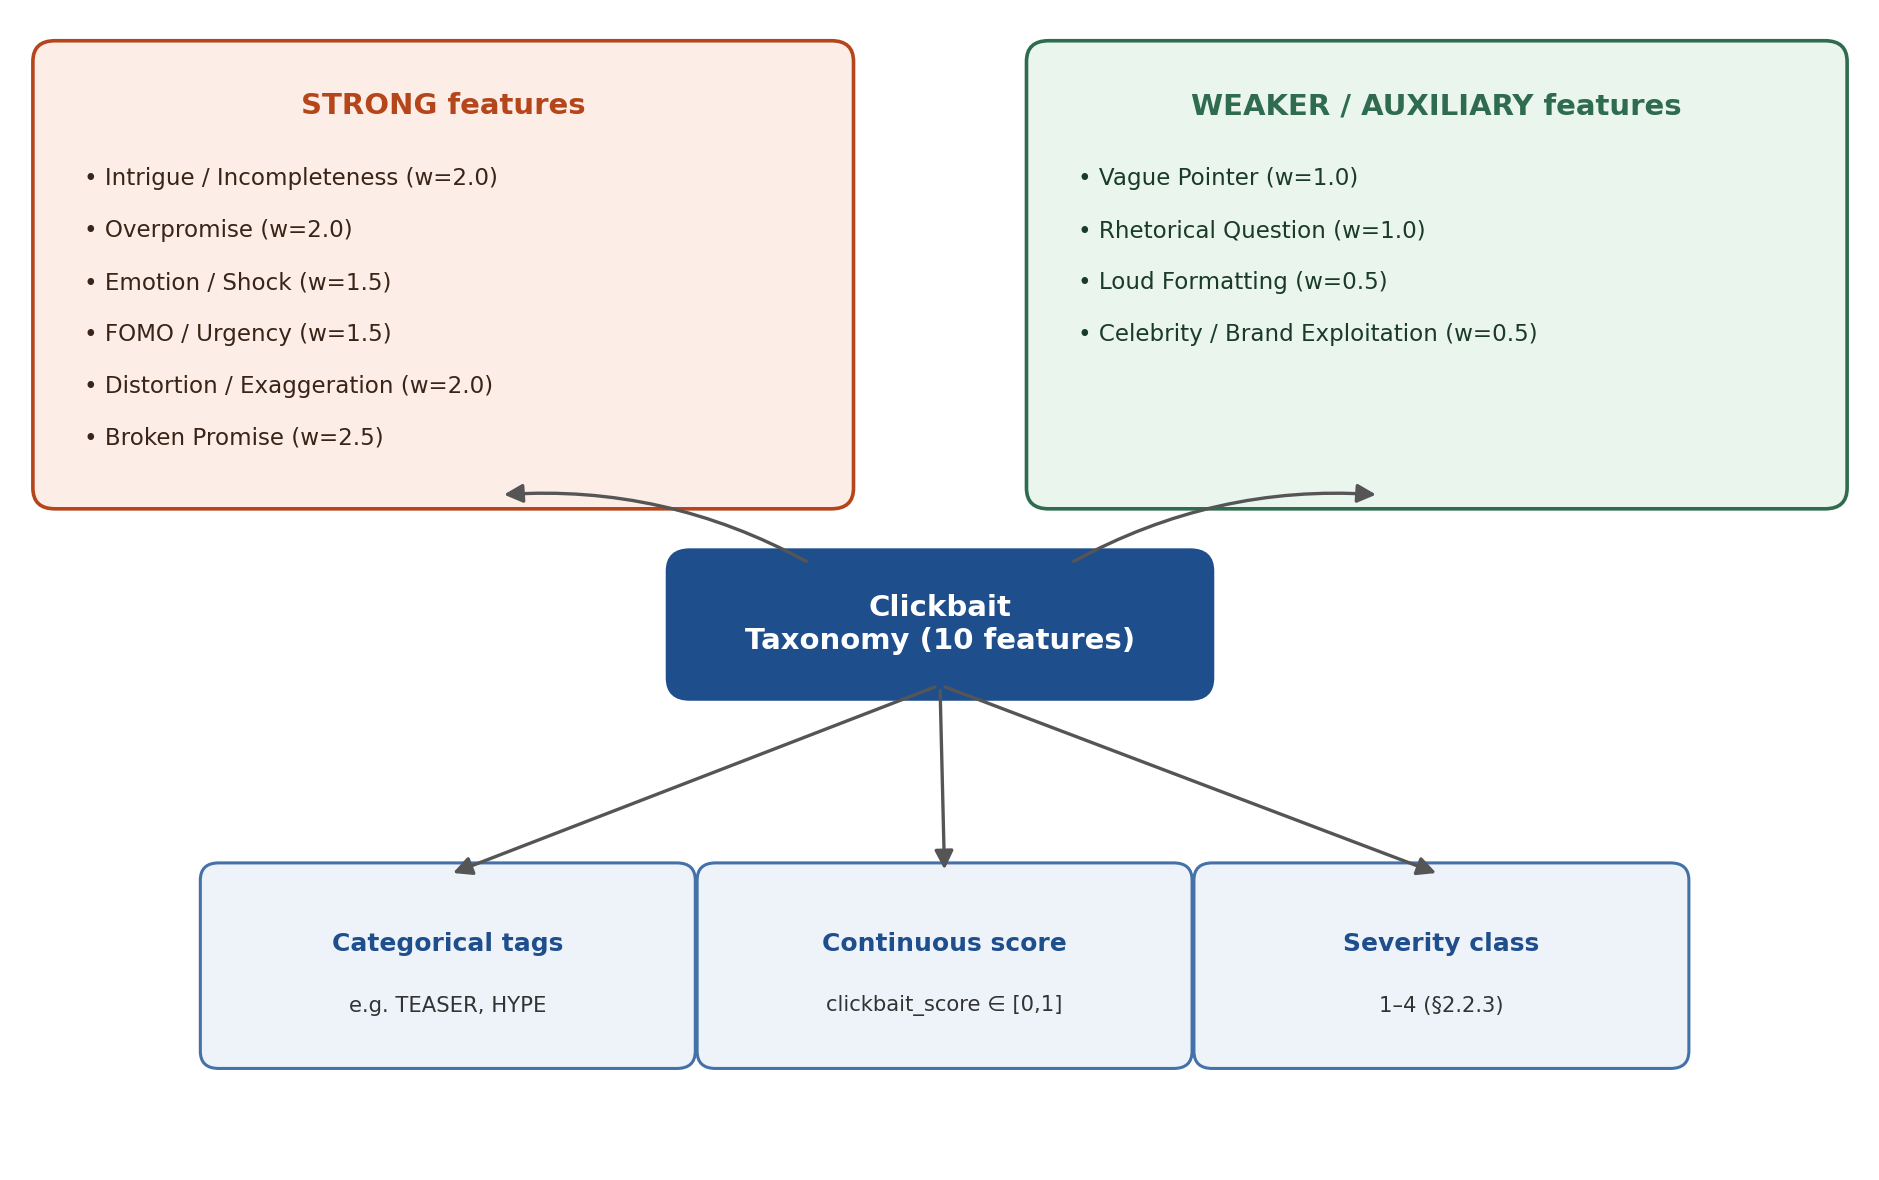 STRONG features
• Intrigue / Incompleteness (w=2.0)
• Overpromise (w=2.0)
• Emotion / Shock (w=1.5)
• FOMO / Urgency (w=1.5)
• Distortion / Exaggeration (w=2.0)
• Broken Promise (w=2.5)
WEAKER / AUXILIARY features
• Vague Pointer (w=1.0)
• Rhetorical Question (w=1.0)
• Loud Formatting (w=0.5)
• Celebrity / Brand Exploitation (w=0.5)
Clickbait
Taxonomy (10 features)
Categorical tags
e.g. TEASER, HYPE
Continuous score
clickbait_score ∈ [0,1]
Severity class
1–4 (§2.2.3)